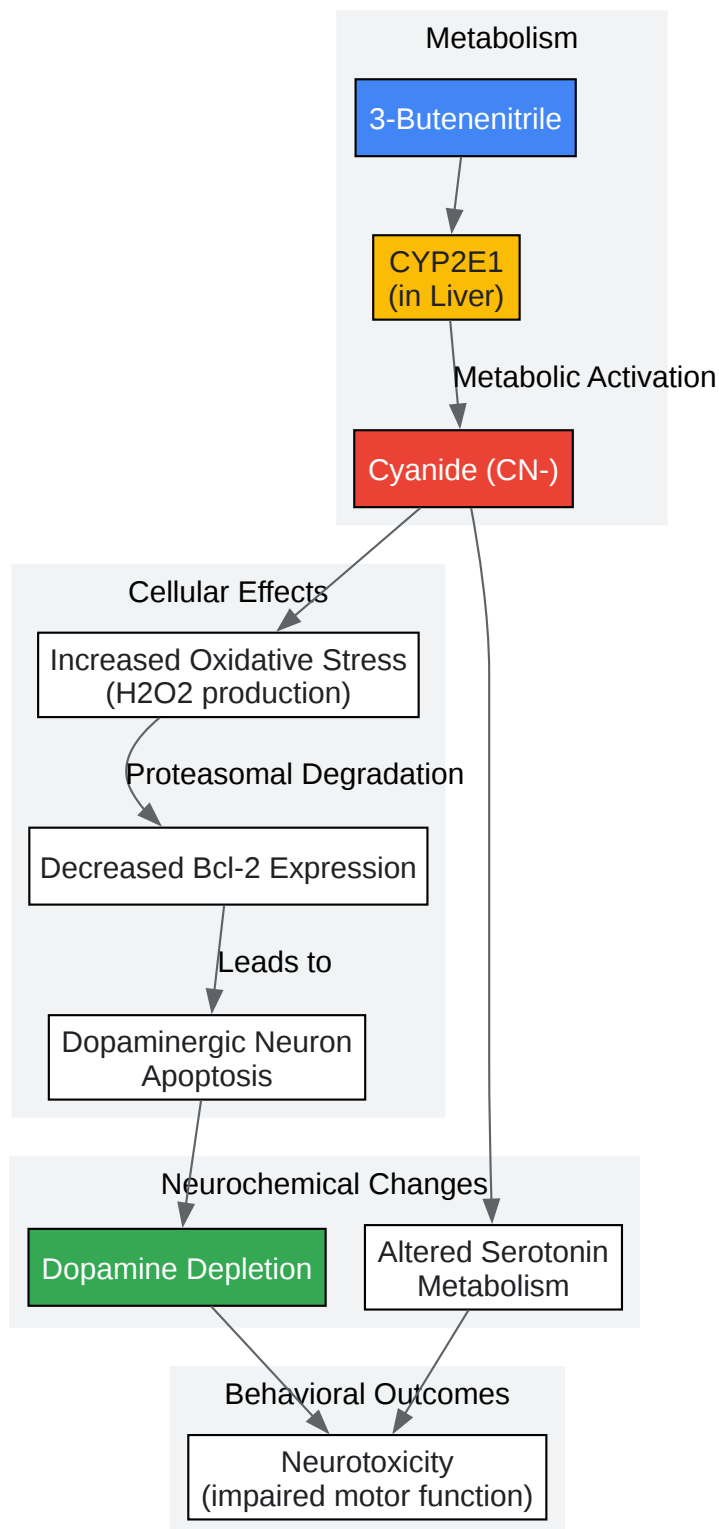 Metabolism
3-Butenenitrile
CYP2E1
(in Liver)
Metabolic Activation
Cyanide (CN-)
Cellular Effects
Increased Oxidative Stress
(H2O2 production)
Proteasomal Degradation
Decreased Bcl-2 Expression
Leads to
Dopaminergic Neuron
Apoptosis
Neurochemical Changes
Dopamine Depletion
Altered Serotonin
Metabolism
Behavioral Outcomes
Neurotoxicity
(impaired motor function)